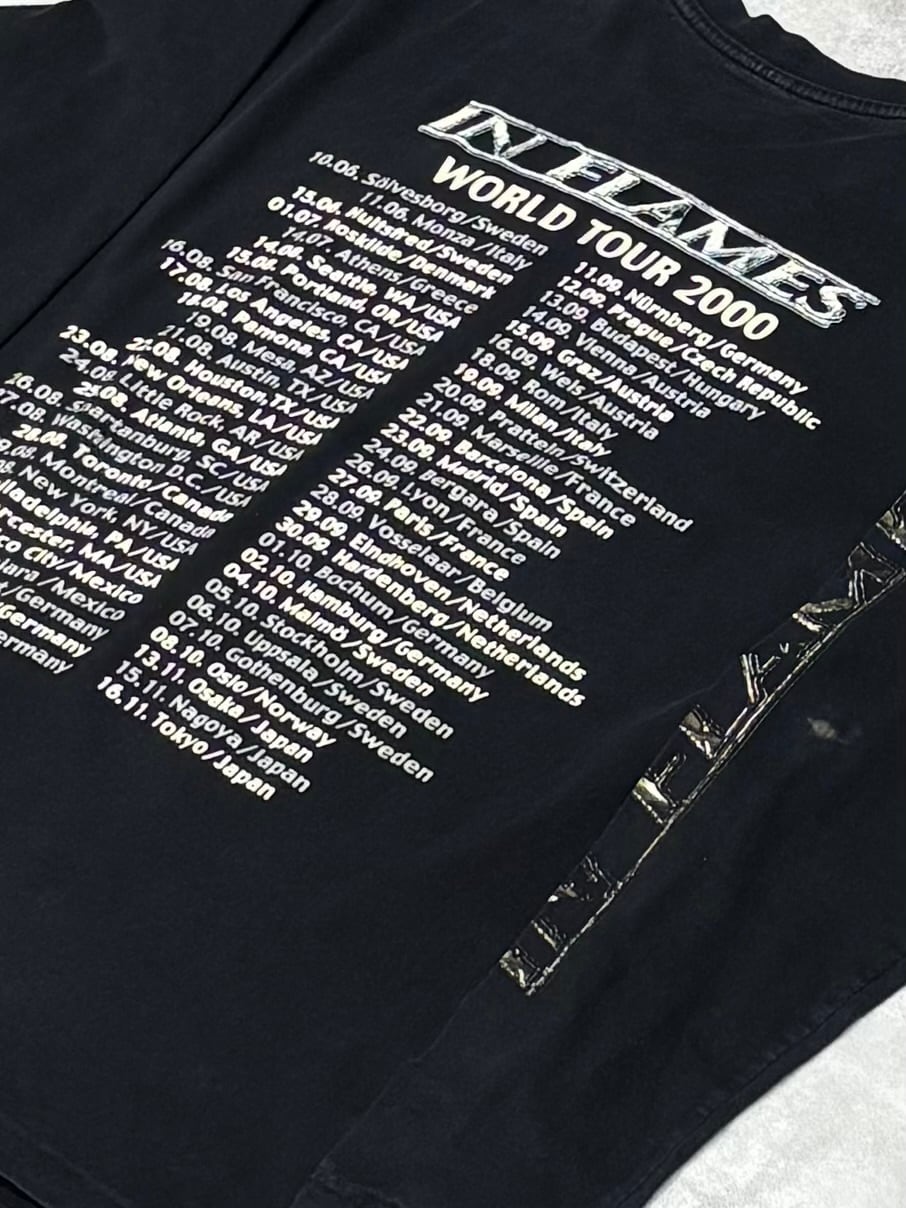 IN FLAMES
WORLD TOUR 2000
10.06. Sölvesborg/Sweden
11.06. Monza/Italy
15.06. Hultsfred/Sweden
01.07. Roskilde/Denmark
07. Athens/Greece
14.08. Seattle, WA/USA
15.08. Portland, OR/USA
16.08. San Francisco, CA/USA
17.08. Los Angeles, CA/USA
18.08. Pamona, CA/USA
19.08. Mesa, AZ/USA
21.08. Austin, TX/USA
22.08. Houston, TX/USA
23.08. New Orleans, LA/USA
24.08. Little Rock, AR/USA
25.08. Atlanta, GA/USA
26.08. Spartanburg, SC/USA
27.08. Washington D.C./USA
28.08. Toronto/Canada
Montreal/Canada
New York, NY/USA
ladelphia, PA/USA
rcester, MA/USA
co City/Mexico
jara/Mexico
/Germany
Germany
ermany
11.09. Nürnberg/Germany
12.09. Prague/Czech Republic
13.09. Budapest/Hungary
14.09. Vienna/Austria
15.09. Graz/Austria
16.09. Wels/Austria
18.09. Rom/Italy
19.09. Milan/Italy
20.09. Pratteln/Switzerland
21.09. Marseille/France
22.09. Barcelona/Spain
23.09. Madrid/Spain
24.09. Bergara/Spain
26.09. Lyon/France
27.09. Paris/France
28.09. Vosselaar/Belgium
29.09. Eindhoven/Netherlands
30.09. Hardenberg/Netherlands
01.10. Bochum/Germany
02.10. Hamburg/Germany
04.10. Malmö/Sweden
05.10. Stockholm/Sweden
06.10. Uppsala/Sweden
07.10. Gothenburg/Sweden
08.10. Oslo/Norway
13.11. Osaka/Japan
15.11. Nagoya/Japan
16.11. Tokyo/Japan
IN FLAM